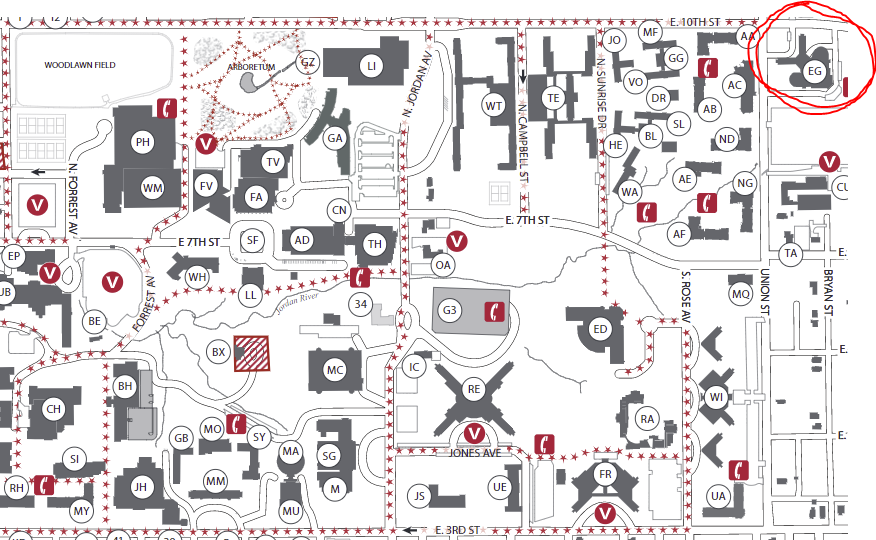 E. 10TH ST
JO
MF
AA
GG
WOODLAWN FIELD
ARBORETUM
GZ
LI
N. JORDAN AV
N. SUNRISE DR
VO
AC
EG
WT
TE
DR
AB
N. CAMPBELL ST
SL
PH
GA
HE
BL
ND
V
V
TV
N. FORREST AV
WM
FV
FA
WA
AE
NG
CU
V
CN
E. 7TH ST
AF
E 7TH ST
SF
AD
TH
V
TA
E.
EP
V
WH
OA
UB
V
LL
Jordan River
34
S. ROSE AV
MQ
UNION ST
BRYAN ST
FORREST AV
BE
G3
ED
BX
MC
IC
E.
BH
RE
WI
CH
GB
MO
SY
RA
V
E.
MA
SG
JONES AVE
SI
FR
RH
MM
M
JS
UE
UA
JH
MY
MU
V
E. 3RD ST
41